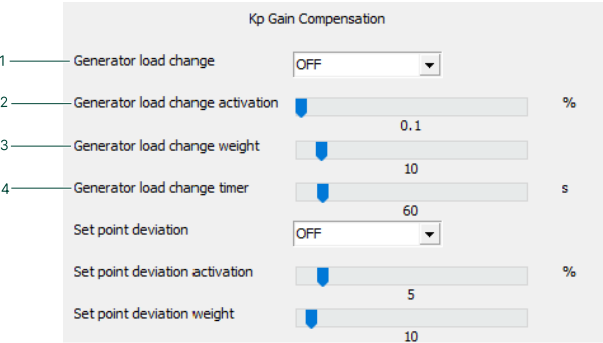 Kp Gain Compensation
1 Generator load change OFF
2 Generator load change activation %
0.1
3 Generator load change weight
10
4 Generator load change timer s
60
Set point deviation OFF
Set point deviation activation %
5
Set point deviation weight
10